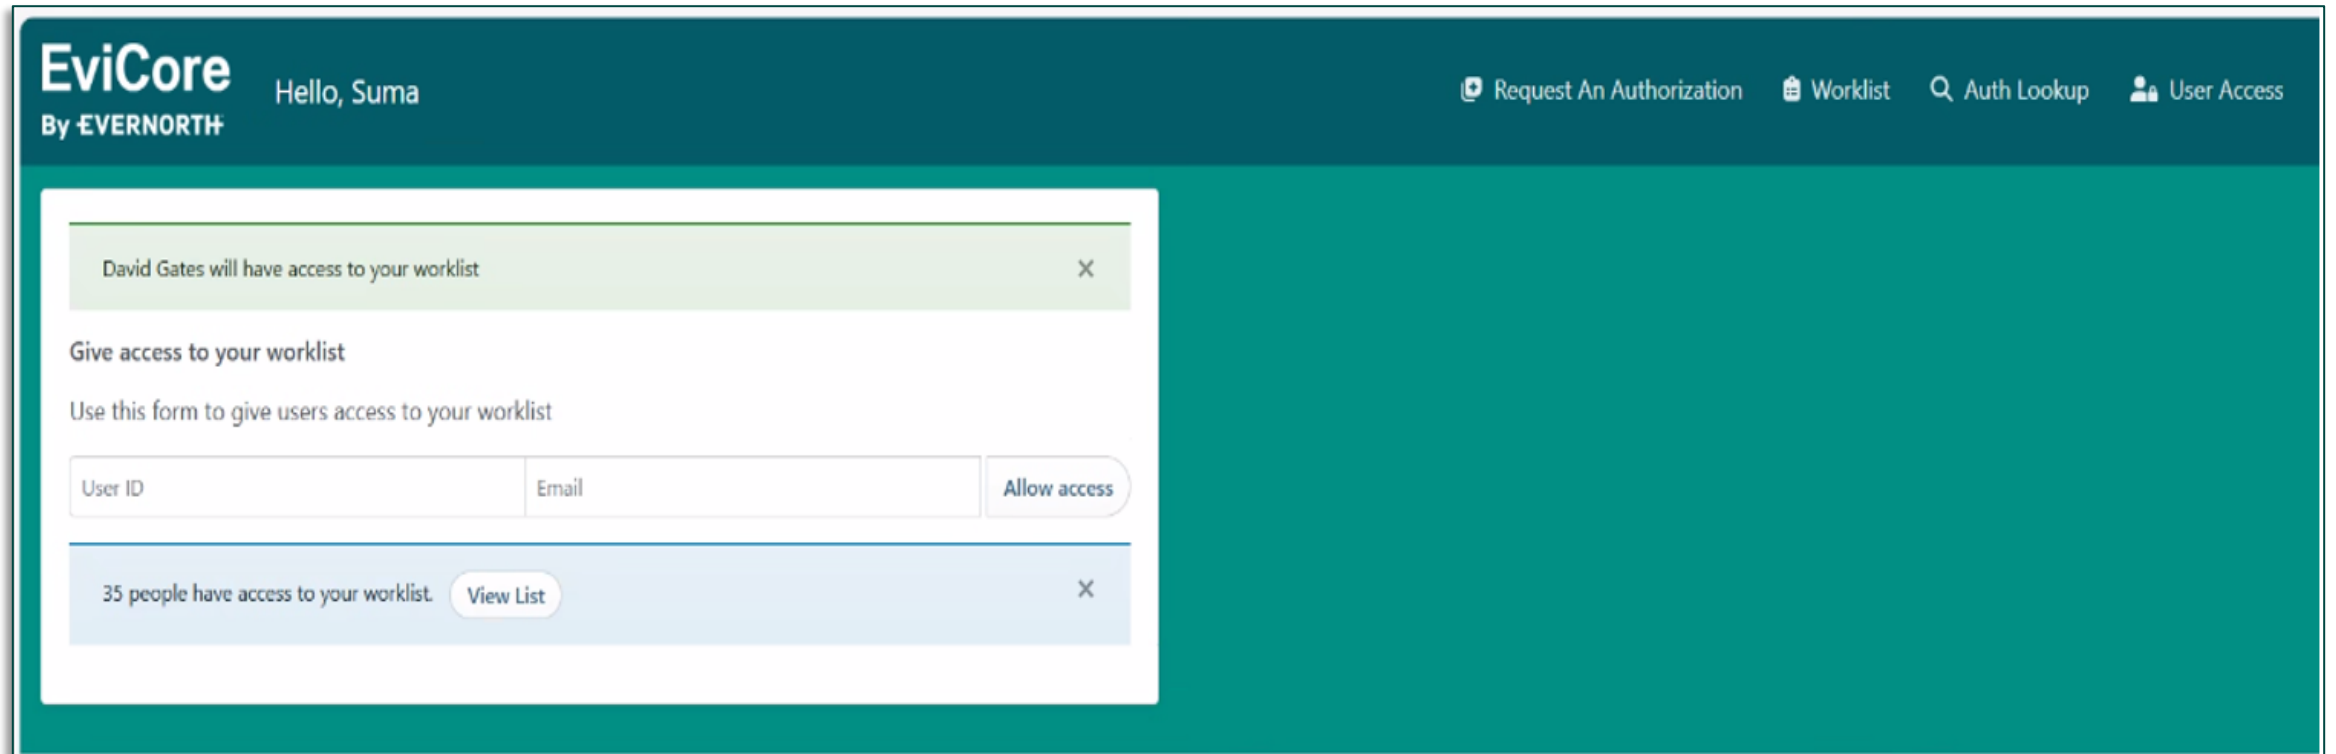 EviCore
By EVERNORTH
Hello, Suma
Request An Authorization
Worklist
Auth Lookup
User Access
David Gates will have access to your worklist
Give access to your worklist
Use this form to give users access to your worklist
User ID
Email
Allow access
35 people have access to your worklist.
View List